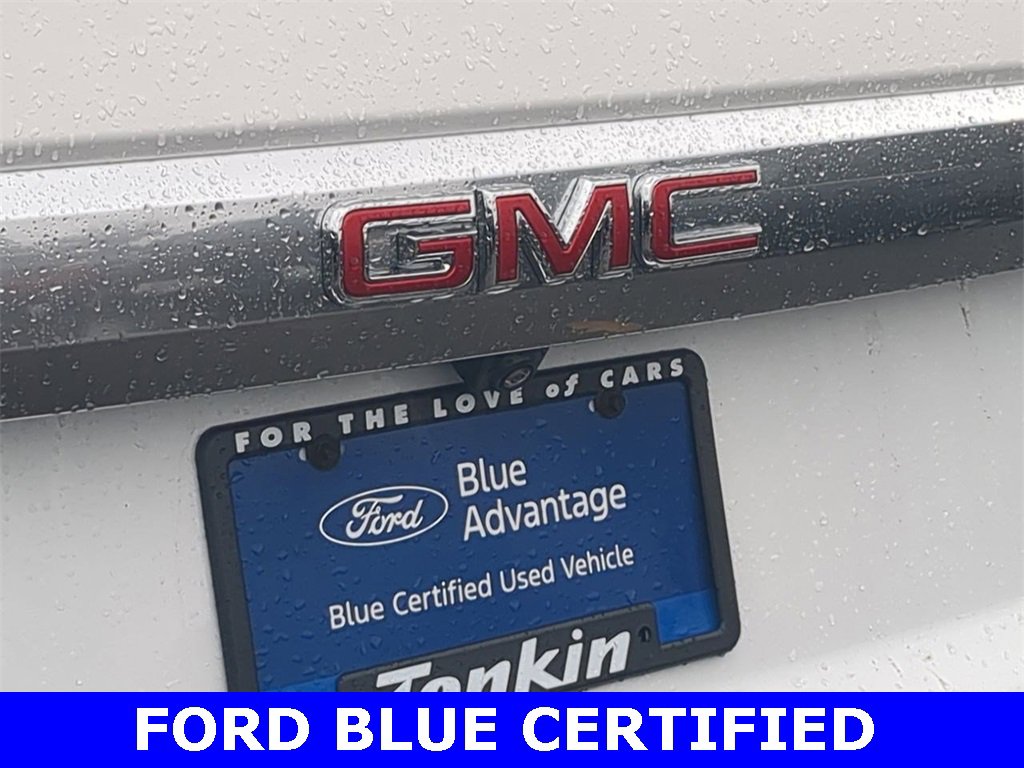 GMC
FOR THE LOVE of CARS
Ford
Blue
Advantage
Blue Certified Used Vehicle
Tonkin
FORD BLUE CERTIFIED